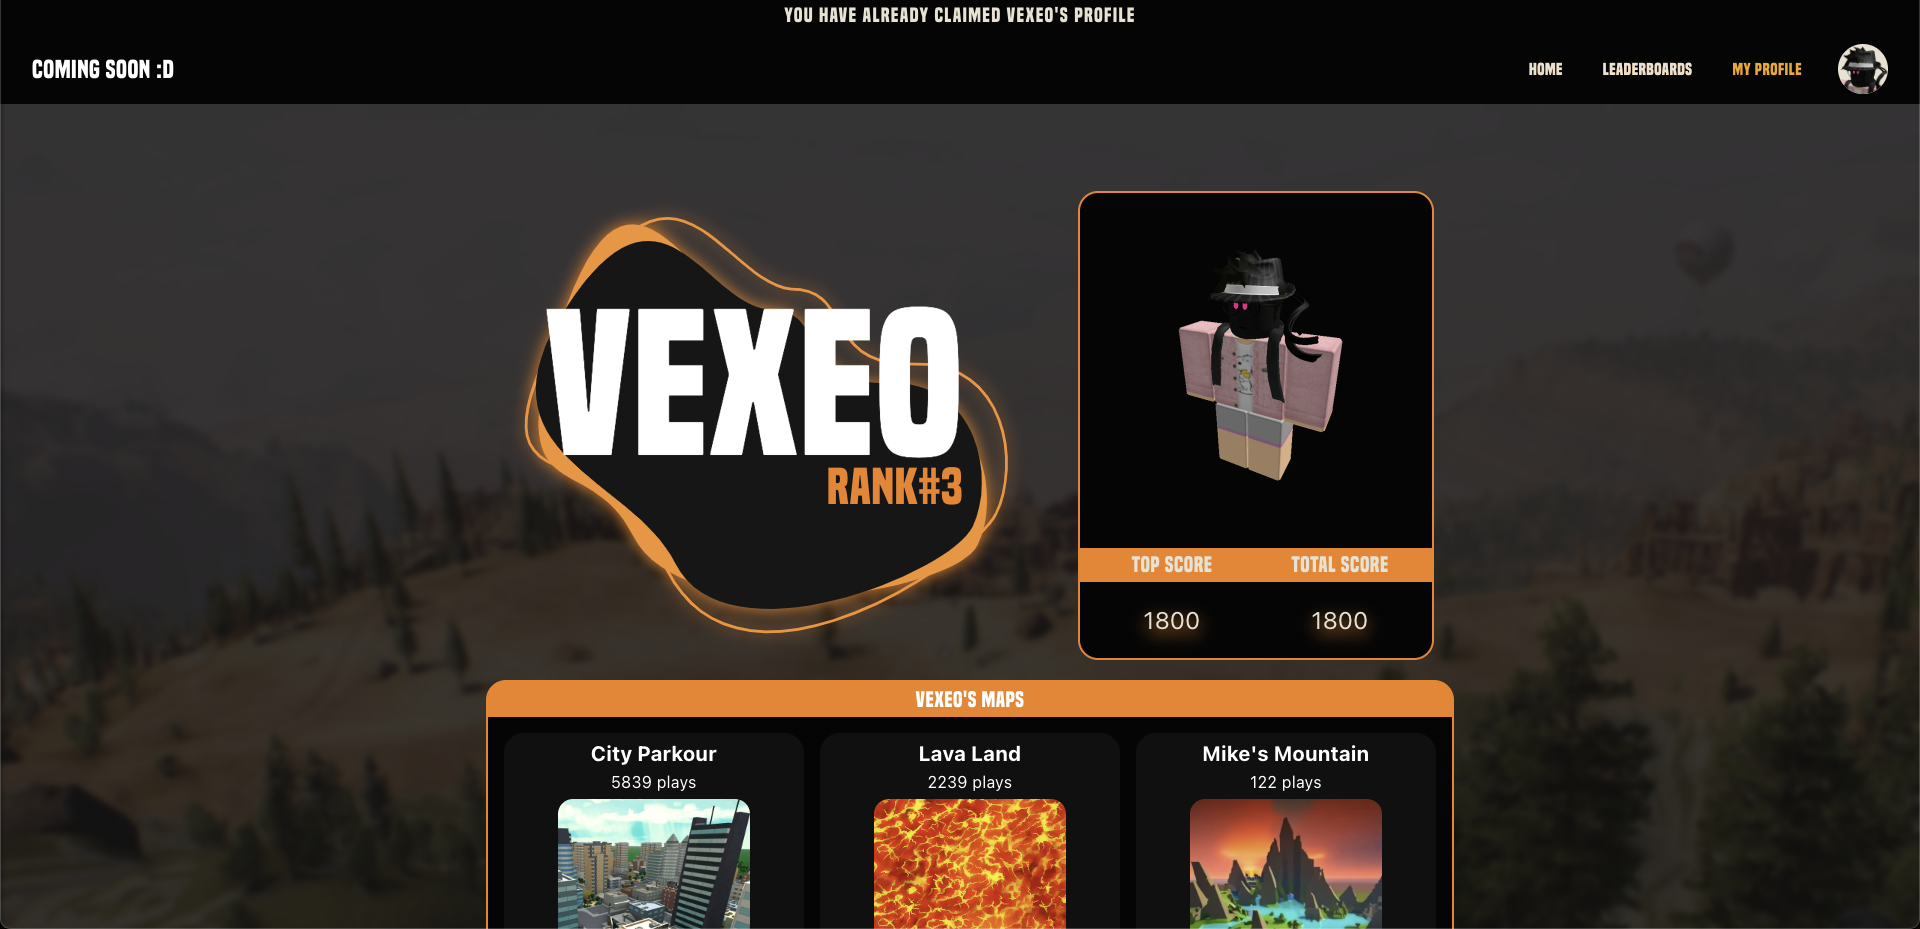 YOU HAVE ALREADY CLAIMED VEXEO'S PROFILE
COMING SOON :D
HOME
LEADERBOARDS
MY PROFILE
VEXEO
RANK#3
TOP SCORE
TOTAL SCORE
1800
1800
VEXEO'S MAPS
City Parkour
5839 plays
Lava Land
2239 plays
Mike's Mountain
122 plays